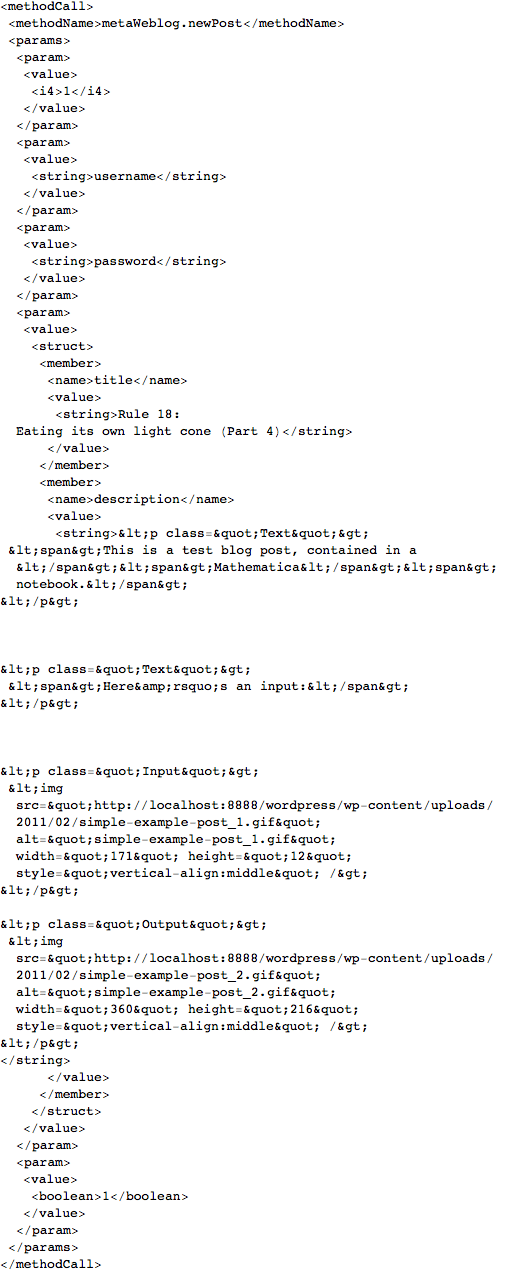 <methodCall>
 <methodName>metaWeblog.newPost</methodName>
 <params>
  <param>
   <value>
    <i4>1</i4>
   </value>
  </param>
  <param>
   <value>
    <string>username</string>
   </value>
  </param>
  <param>
   <value>
    <string>password</string>
   </value>
  </param>
  <param>
   <value>
    <struct>
     <member>
      <name>title</name>
      <value>
       <string>Rule 18:
  Eating its own light cone (Part 4)</string>
      </value>
     </member>
     <member>
      <name>description</name>
      <value>
       <string>&lt;p class=&quot;Text&quot;&gt;
 &lt;span&gt;This is a test blog post, contained in a
  &lt;/span&gt;&lt;span&gt;Mathematica&lt;/span&gt;&lt;span&gt;
  notebook.&lt;/span&gt;
&lt;/p&gt;

&lt;p class=&quot;Text&quot;&gt;
 &lt;span&gt;Here&amp;rsquo;s an input:&lt;/span&gt;
&lt;/p&gt;

&lt;p class=&quot;Input&quot;&gt;
 &lt;img
  src=&quot;http://localhost:8888/wordpress/wp-content/uploads/
  2011/02/simple-example-post_1.gif&quot;
  alt=&quot;simple-example-post_1.gif&quot;
  width=&quot;171&quot; height=&quot;12&quot;
  style=&quot;vertical-align:middle&quot; /&gt;
&lt;/p&gt;

&lt;p class=&quot;Output&quot;&gt;
 &lt;img
  src=&quot;http://localhost:8888/wordpress/wp-content/uploads/
  2011/02/simple-example-post_2.gif&quot;
  alt=&quot;simple-example-post_2.gif&quot;
  width=&quot;360&quot; height=&quot;216&quot;
  style=&quot;vertical-align:middle&quot; /&gt;
&lt;/p&gt;
</string>
      </value>
     </member>
    </struct>
   </value>
  </param>
  <param>
   <value>
    <boolean>1</boolean>
   </value>
  </param>
 </params>
</methodCall>